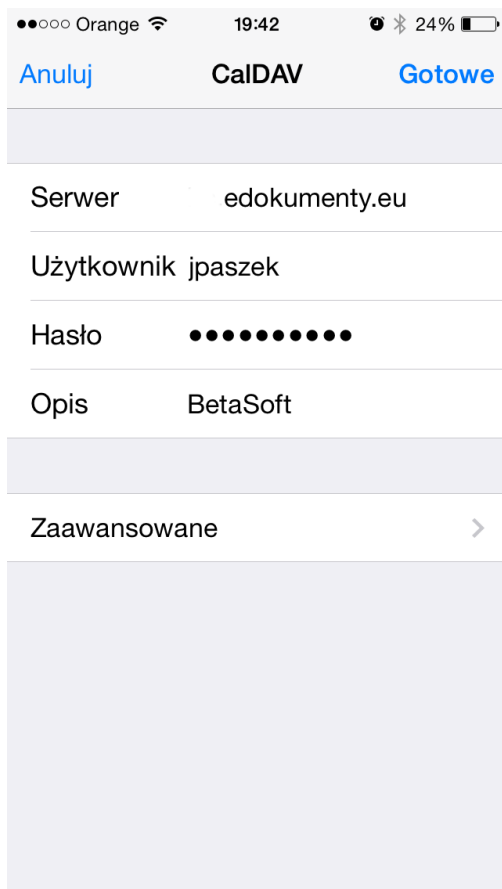 Orange 19:42 24%
Anuluj CalDAV Gotowe
Serwer .edokumenty.eu
Użytkownik jpaszek
Hasło ••••••••••
Opis BetaSoft
Zaawansowane